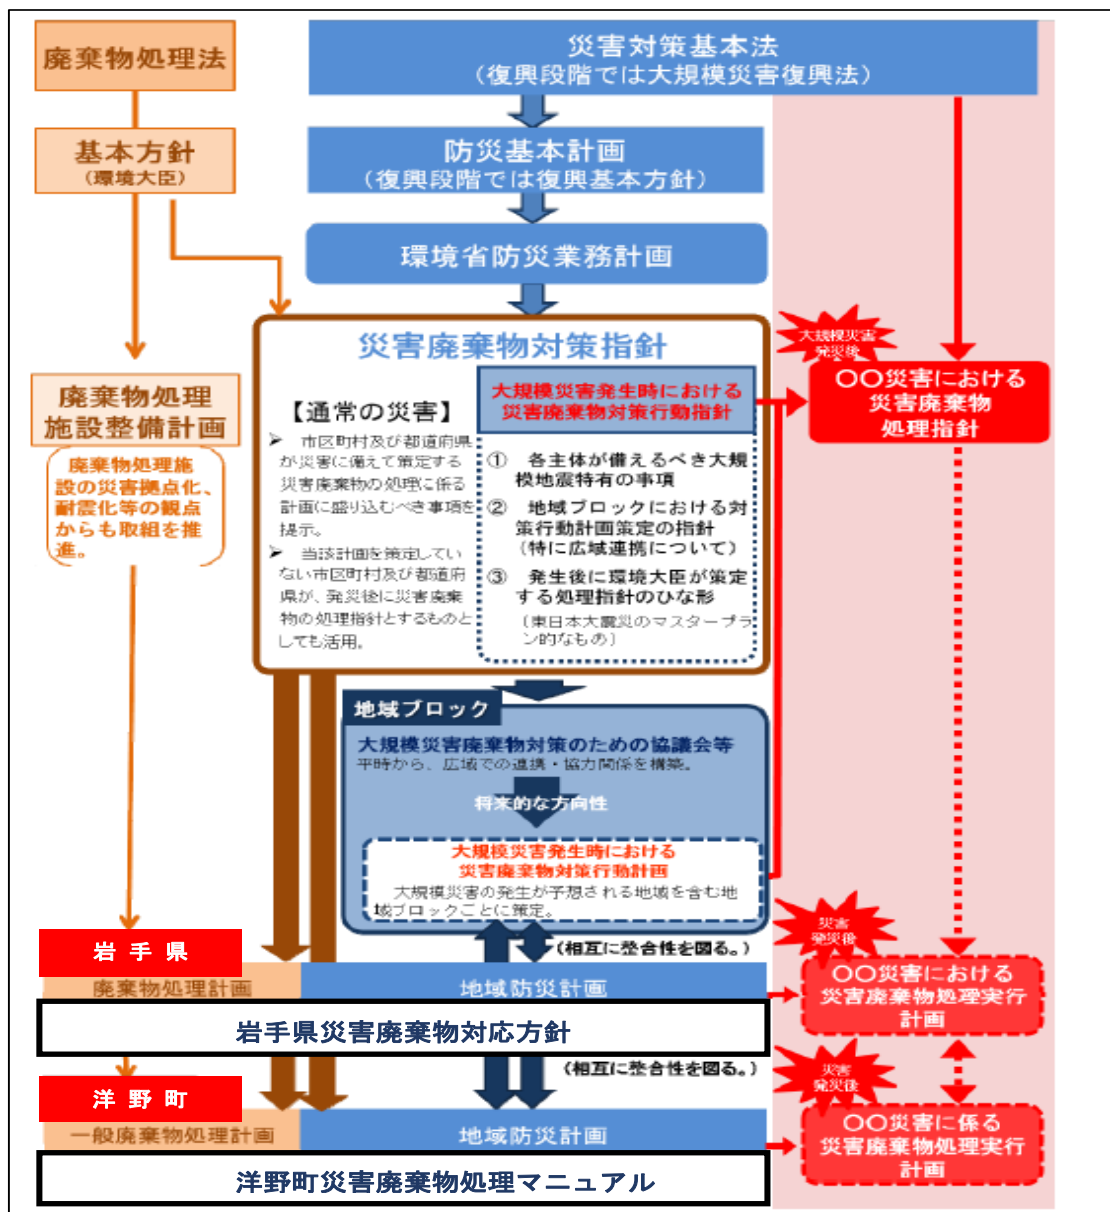 廃棄物処理法
災害対策基本法
(復興段階では大規模災害復興法)
基本方針
(環境大臣)
防災基本計画
(復興段階では復興基本方針)
環境省防災業務計画
災害廃棄物対策指針
【通常の災害】
➢ 市区町村及び都道府県
が災害に備えて策定する
災害廃棄物の処理に係る
計画に盛り込むべき事項を
提示。
➢ 当該計画を策定してい
ない市区町村及び都道府
県が、発災後に災害廃棄
物の処理指針とするものと
しても活用。
大規模災害発生時における
災害廃棄物対策行動指針
① 各主体が備えるべき大規
模地震特有の事項
② 地域ブロックにおける対
策行動計画策定の指針
(特に広域連携について)
③ 発生後に環境大臣が策定
する処理指針のひな形
(東日本大震災のマスタープラ
ン的なもの)
大規模災害
発災後
〇〇災害における
災害廃棄物
処理指針
廃棄物処理
施設整備計画
廃棄物処理施
設の災害拠点化、
耐震化等の観点
からも取組を推
進。
地域ブロック
大規模災害廃棄物対策のための協議会等
平時から、広域での連携・協力関係を構築。
将来的な方向性
大規模災害発生時における
災害廃棄物対策行動計画
大規模災害の発生が予想される地域を含む地
域ブロックごとに策定。
(相互に整合性を図る。)
災害
発災後
岩手県
廃棄物処理計画
地域防災計画
岩手県災害廃棄物対応方針
〇〇災害における
災害廃棄物処理実行
計画
(相互に整合性を図る。)
災害
発災後
洋野町
一般廃棄物処理計画
地域防災計画
洋野町災害廃棄物処理マニュアル
〇〇災害に係る
災害廃棄物処理実行
計画